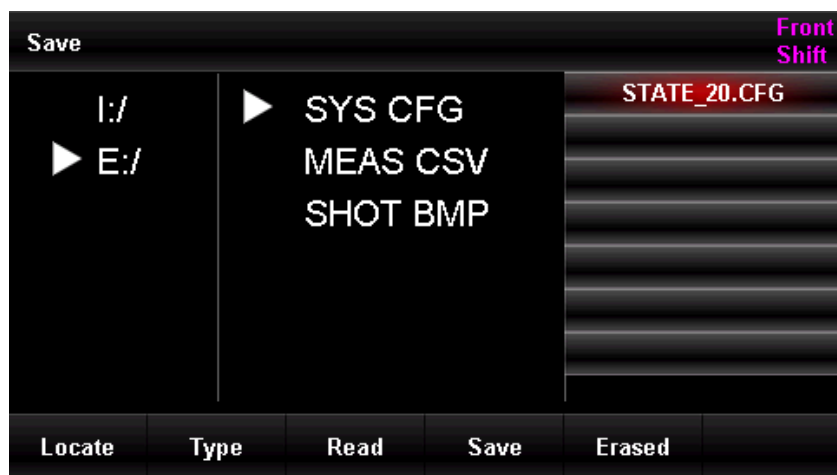 Save
Front
Shift
I:/
E:/
SYS CFG
MEAS CSV
SHOT BMP
STATE_20.CFG
Locate Type Read Save Erased